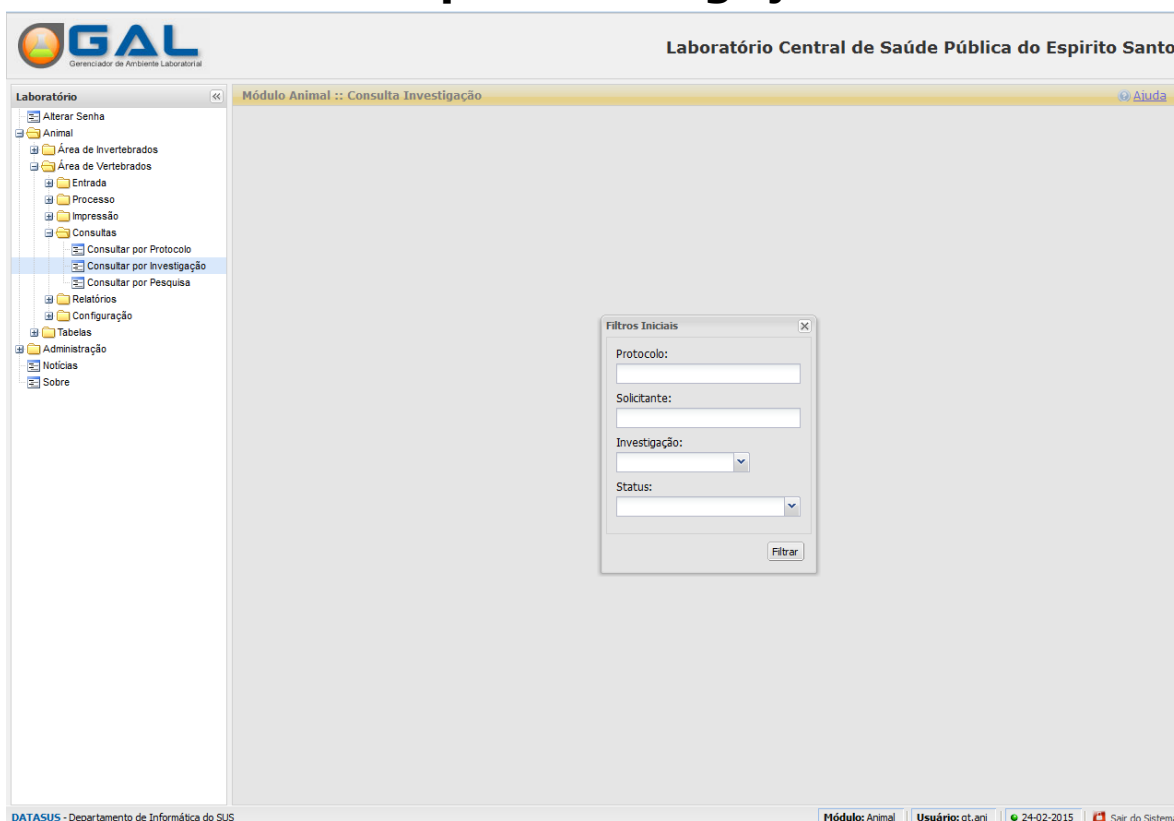 GAL
Gerenciador de Ambiente Laboratorial
Laboratório Central de Saúde Pública do Espirito Santo
Laboratório
Módulo Animal :: Consulta Investigação
Ajuda
Alterar Senha
Animal
Área de Invertebrados
Área de Vertebrados
Entrada
Processo
Impressão
Consultas
Consultar por Protocolo
Consultar por Investigação
Consultar por Pesquisa
Relatórios
Configuração
Tabelas
Administração
Notícias
Sobre
Filtros Iniciais
Protocolo:
Solicitante:
Investigação:
Status:
Filtrar
DATASUS - Departamento de Informática do SUS
Módulo: Animal
Usuário: gt.ani
24-02-2015
Sair do Sistema